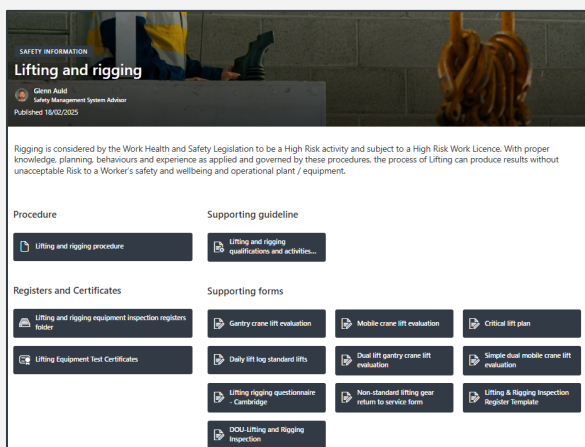 SAFETY INFORMATION
Lifting and rigging
Glenn Auld
Safety Management System Advisor
Published 18/02/2025
Rigging is considered by the Work Health and Safety Legislation to be a High Risk activity and subject to a High Risk Work Licence. With proper
knowledge, planning, behaviours and experience as applied and governed by these procedures, the process of Lifting can produce results without
unacceptable Risk to a Worker's safety and wellbeing and operational plant / equipment.
Procedure
Lifting and rigging procedure
Supporting guideline
Lifting and rigging
qualifications and activities...
Registers and Certificates
Lifting and rigging equipment inspection registers
folder
Lifting Equipment Test Certificates
Supporting forms
Gantry crane lift evaluation
Mobile crane lift evaluation
Critical lift plan
Daily lift log standard lifts
Dual lift gantry crane lift
evaluation
Simple dual mobile crane lift
evaluation
Lifting rigging questionnaire
- Cambridge
Non-standard lifting gear
return to service form
Lifting & Rigging Inspection
Register Template
DOU-Lifting and Rigging
Inspection